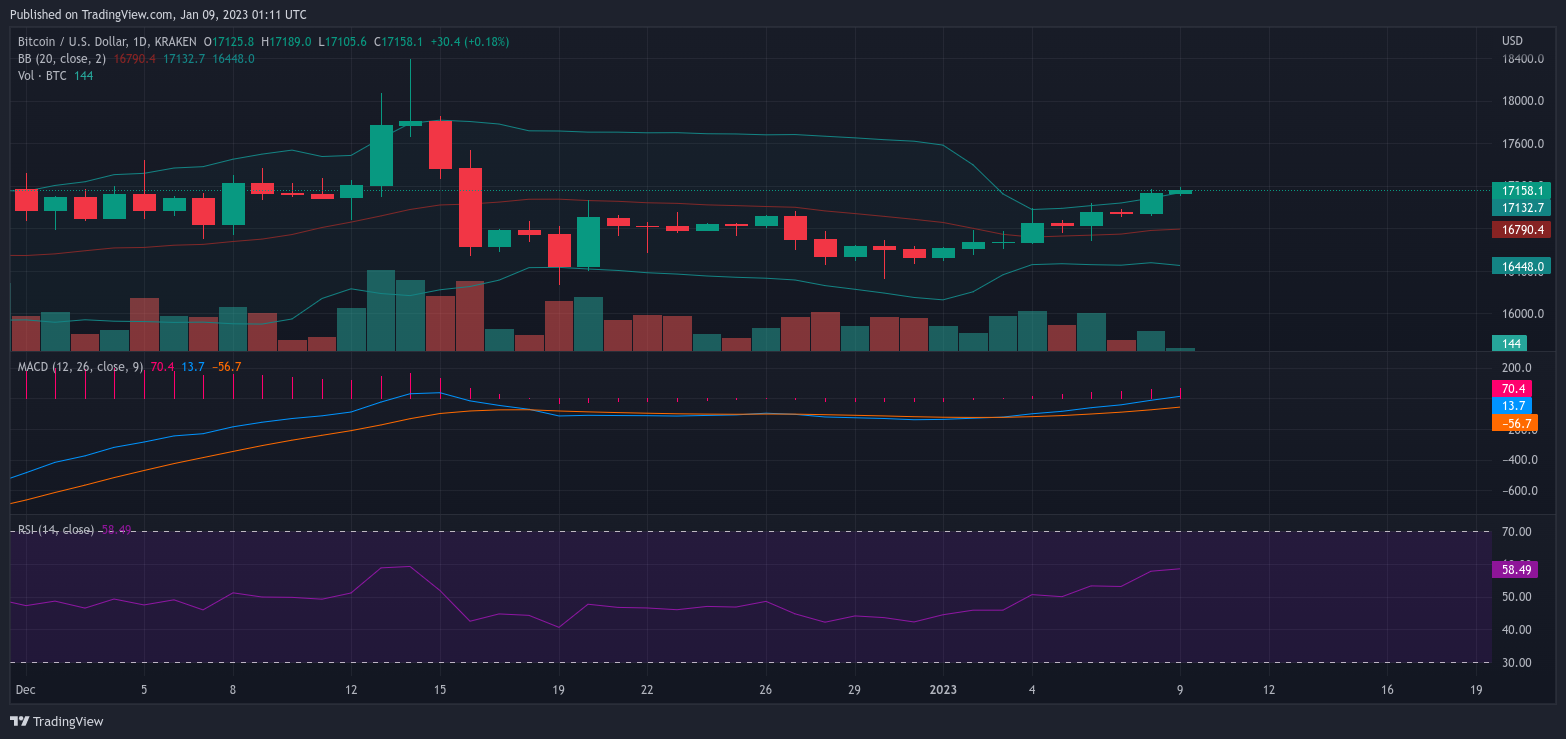 Published on TradingView.com, Jan 09, 2023 01:11 UTC
Bitcoin / U.S. Dollar, 1D, KRAKEN O17125.8 H17189.0 L17105.6 C17158.1 +30.4 (+0.18%)
BB (20, close, 2) 16790.4 17132.7 16448.0
Vol · BTC 144
USD
18400.0
18000.0
17600.0
17158.1
17132.7
16790.4
16448.0
16000.0
144
MACD (12, 26, close, 9) 70.4 13.7 −56.7
200.0
70.4
13.7
−56.7
−400.0
−600.0
RSI (14, close) 58.49
70.00
58.49
50.00
40.00
30.00
Dec 5 8 12 15 19 22 26 29 2023 4 9 12 16 19
TradingView